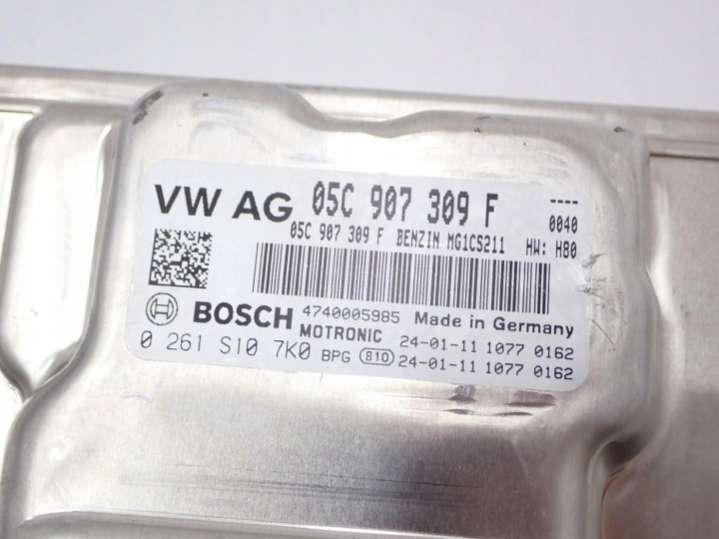 VW AG 05C 907 309 F ----
0040
05C 907 309 F BENZIN MG1CS211 HW: H80
BOSCH 4740005985 Made in Germany
MOTRONIC 24-01-11 1077 0162
0 261 S10 7K0 BPG 810 24-01-11 1077 0162